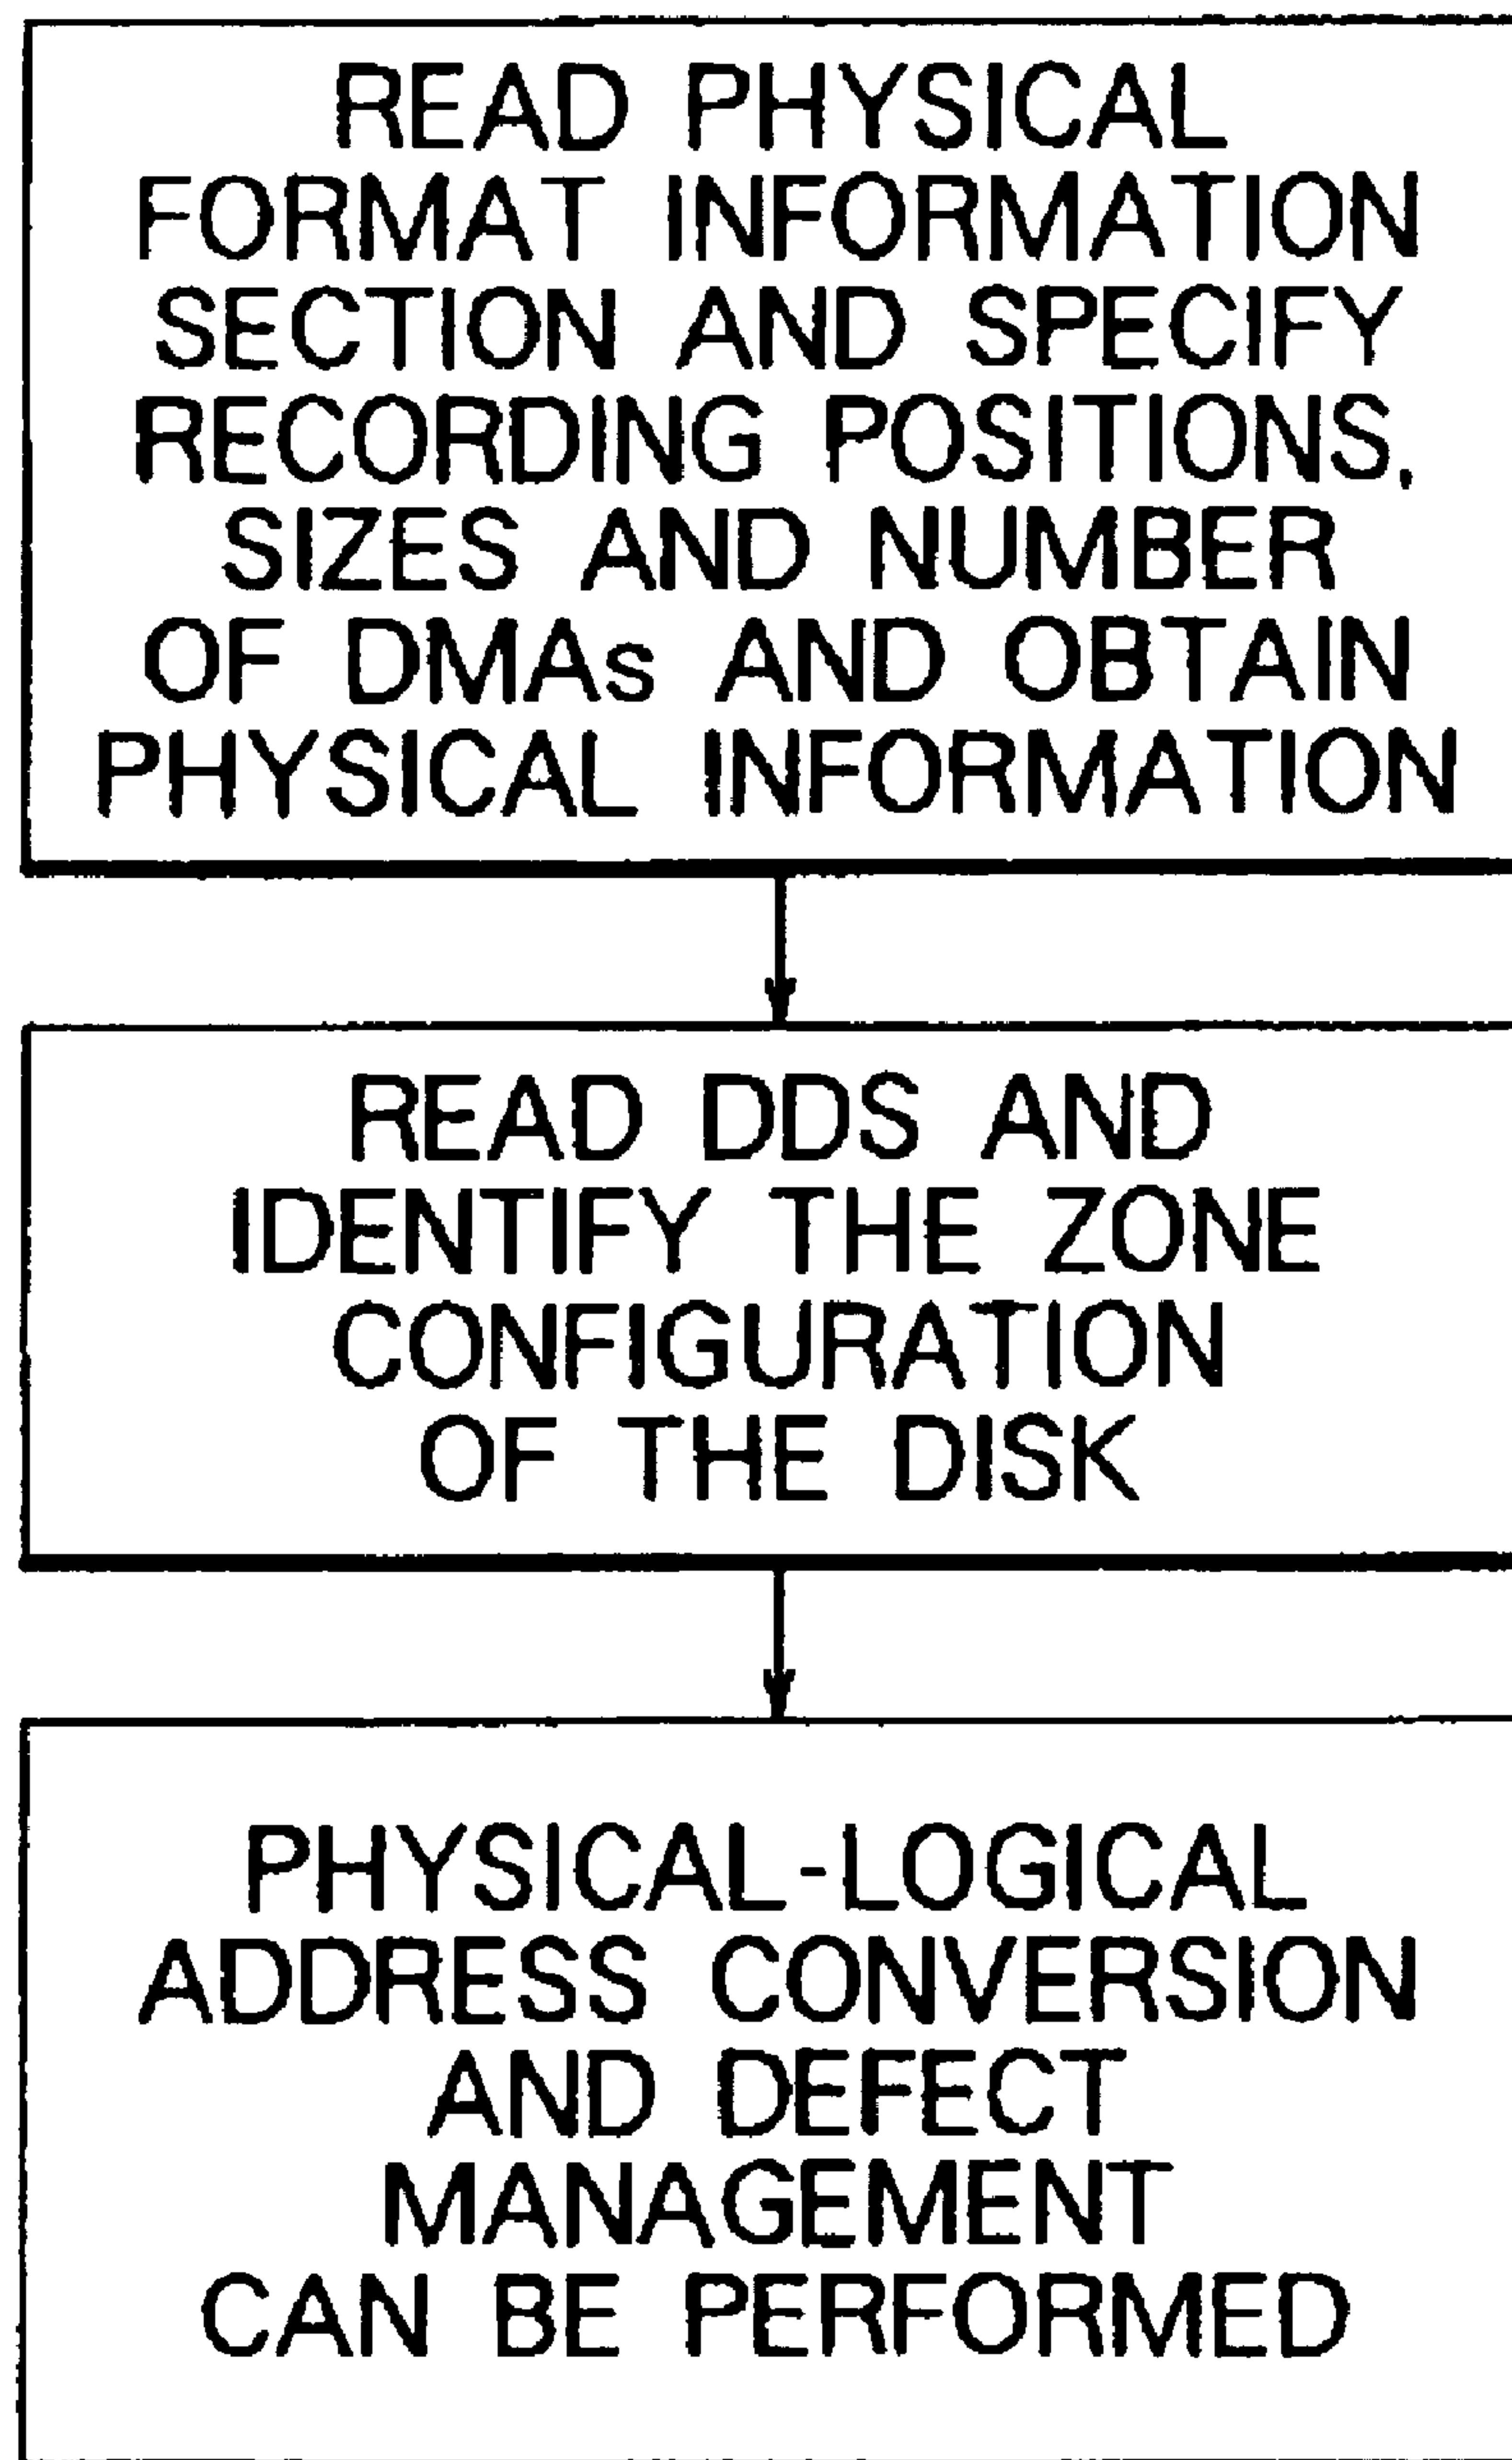 READ PHYSICAL
FORMAT INFORMATION
SECTION AND SPECIFY
RECORDING POSITIONS,
SIZES AND NUMBER
OF DMAs AND OBTAIN
PHYSICAL INFORMATION
READ DDS AND
IDENTIFY THE ZONE
CONFIGURATION
OF THE DISK
PHYSICAL-LOGICAL
ADDRESS CONVERSION
AND DEFECT
MANAGEMENT
CAN BE PERFORMED